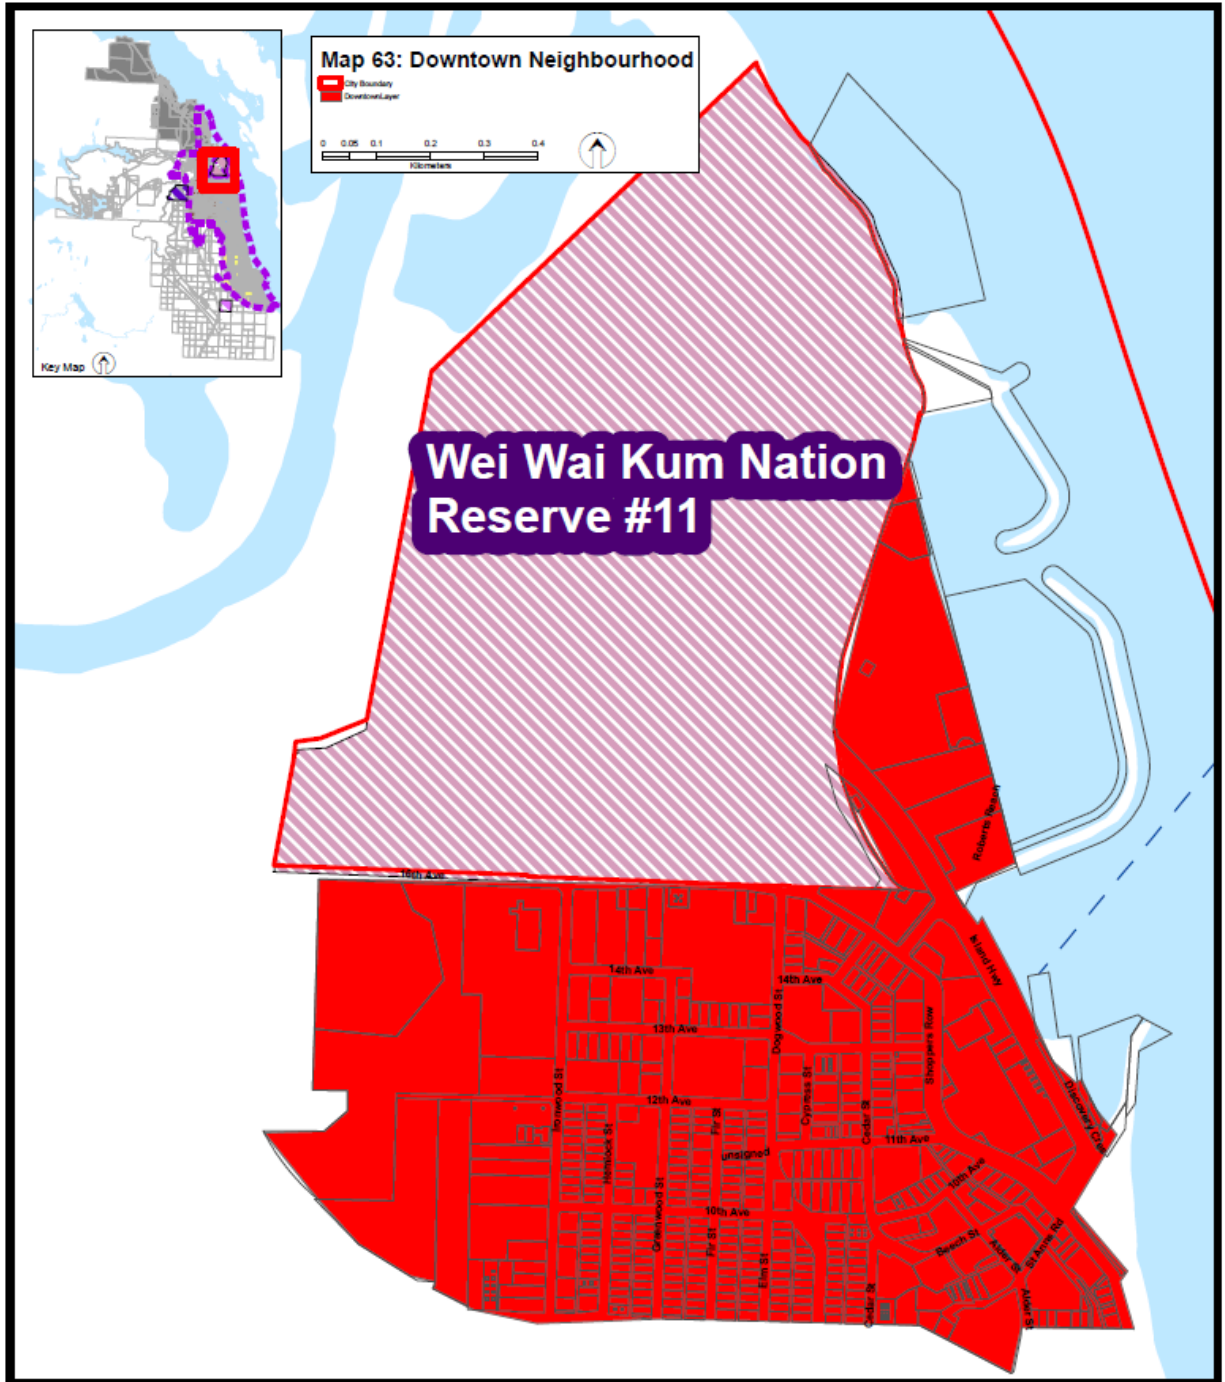 Map 63: Downtown Neighbourhood
City Boundary
DowntownLayer
0 0.05 0.1 0.2 0.3 0.4
Kilometers
Key Map
Wei Wai Kum Nation
Reserve #11
Roberts Reach
16th Ave
Island Hwy
14th Ave
14th Ave
Dogwood St
13th Ave
Shoppers Row
Ironwood St
12th Ave
Cypress St
Cedar St
Fir St
Discovery Cres
11th Ave
Hemlock St
unsigned
10th Ave
Greenwood St
10th Ave
Fir St
Beech St
Alder St
St Anns Rd
Elm St
Cedar St
Alder St